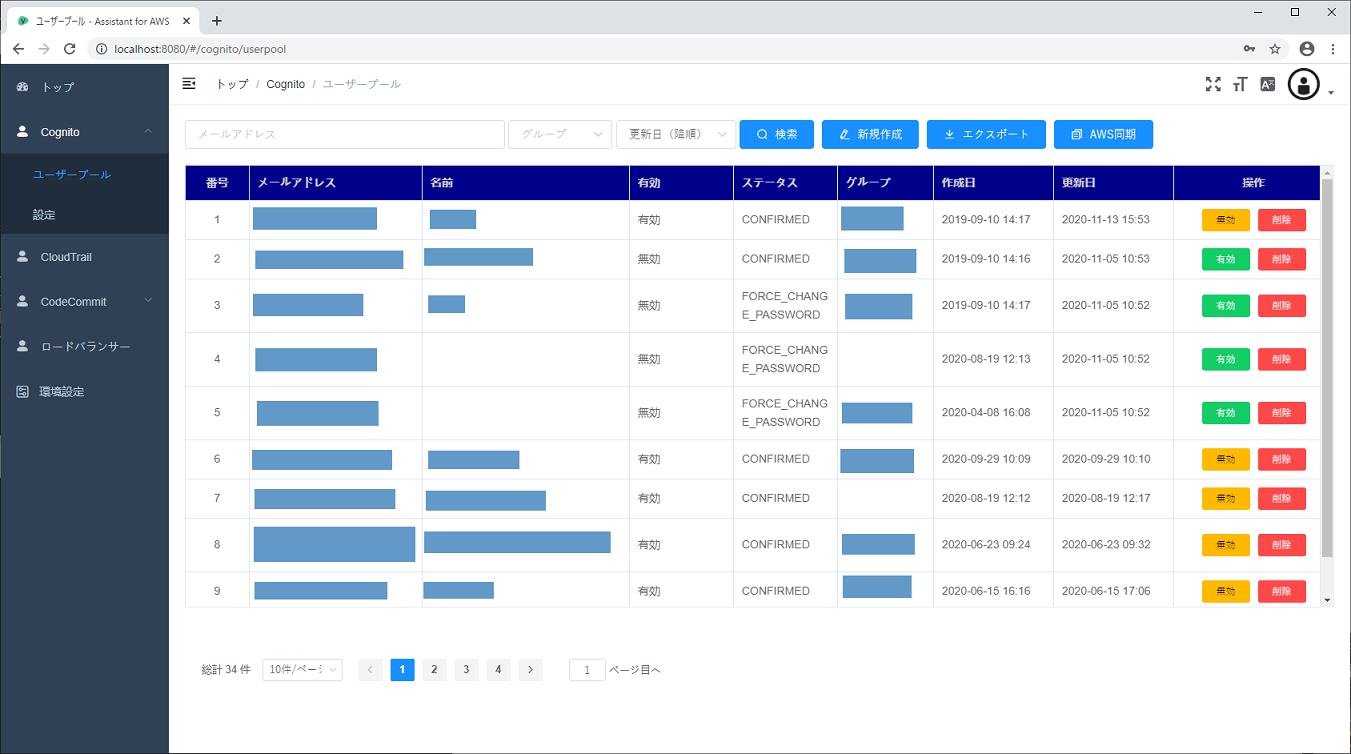 ユーザープール - Assistant for AWS
localhost:8080/#/cognito/userpool
トップ
Cognito
ユーザープール
設定
CloudTrail
CodeCommit
ロードバランサー
環境設定
トップ / Cognito / ユーザープール
メールアドレス グループ 更新日（降順） 検索 新規作成 エクスポート AWS同期
番号 メールアドレス 名前 有効 ステータス グループ 作成日 更新日 操作
1 有効 CONFIRMED 2019-09-10 14:17 2020-11-13 15:53 無効 削除
2 無効 CONFIRMED 2019-09-10 14:16 2020-11-05 10:53 有効 削除
3 無効 FORCE_CHANG
E_PASSWORD 2019-09-10 14:17 2020-11-05 10:52 有効 削除
4 無効 FORCE_CHANG
E_PASSWORD 2020-08-19 12:13 2020-11-05 10:52 有効 削除
5 無効 FORCE_CHANG
E_PASSWORD 2020-04-08 16:08 2020-11-05 10:52 有効 削除
6 有効 CONFIRMED 2020-09-29 10:09 2020-09-29 10:10 無効 削除
7 有効 CONFIRMED 2020-08-19 12:12 2020-08-19 12:17 無効 削除
8 有効 CONFIRMED 2020-06-23 09:24 2020-06-23 09:32 無効 削除
9 有効 CONFIRMED 2020-06-15 16:16 2020-06-15 17:06 無効 削除
総計 34 件 10件/ページ 1 2 3 4 1 ページ目へ